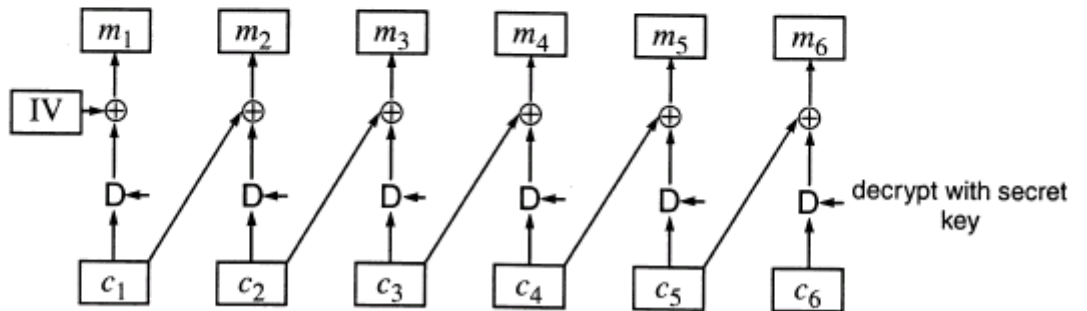 m₁ m₂ m₃ m₄ m₅ m₆
IV
D D D D D D decrypt with secret
key
c₁ c₂ c₃ c₄ c₅ c₆